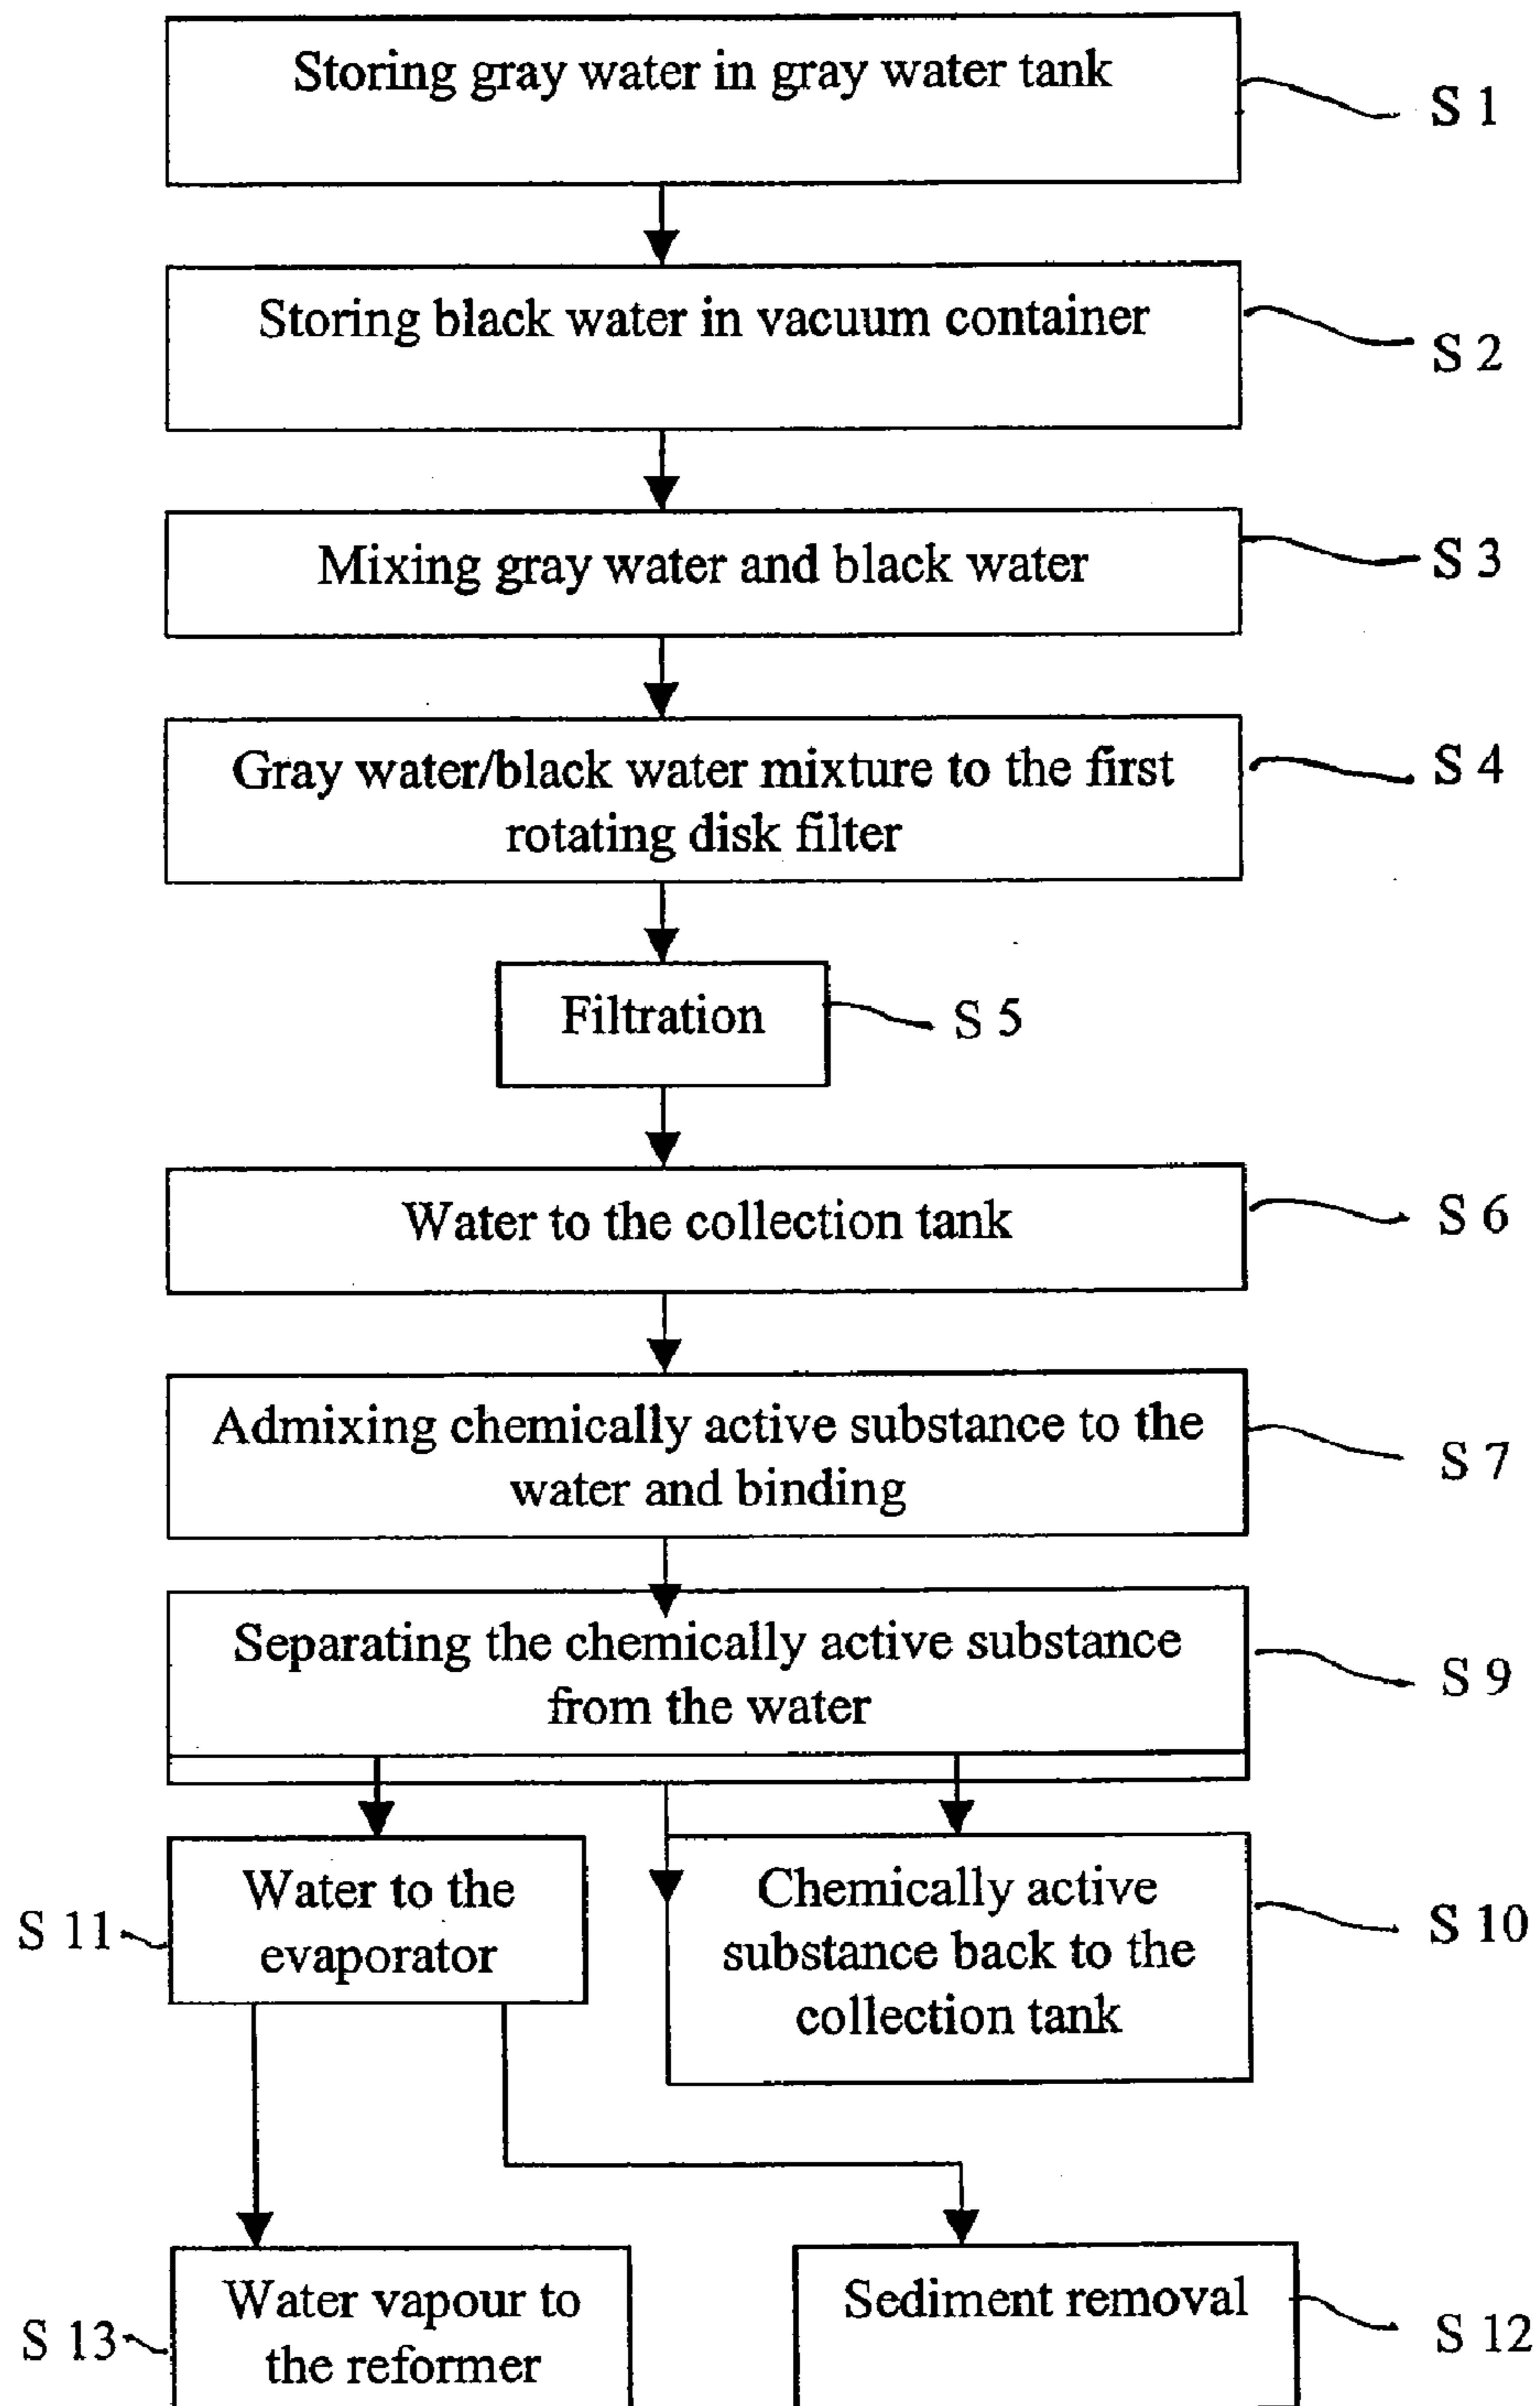 Storing gray water in gray water tank
S 1
Storing black water in vacuum container
S 2
Mixing gray water and black water
S 3
Gray water/black water mixture to the first
rotating disk filter
S 4
Filtration
S 5
Water to the collection tank
S 6
Admixing chemically active substance to the
water and binding
S 7
Separating the chemically active substance
from the water
S 9
Water to the
evaporator
S 11
Chemically active
substance back to the
collection tank
S 10
Water vapour to
the reformer
S 13
Sediment removal
S 12